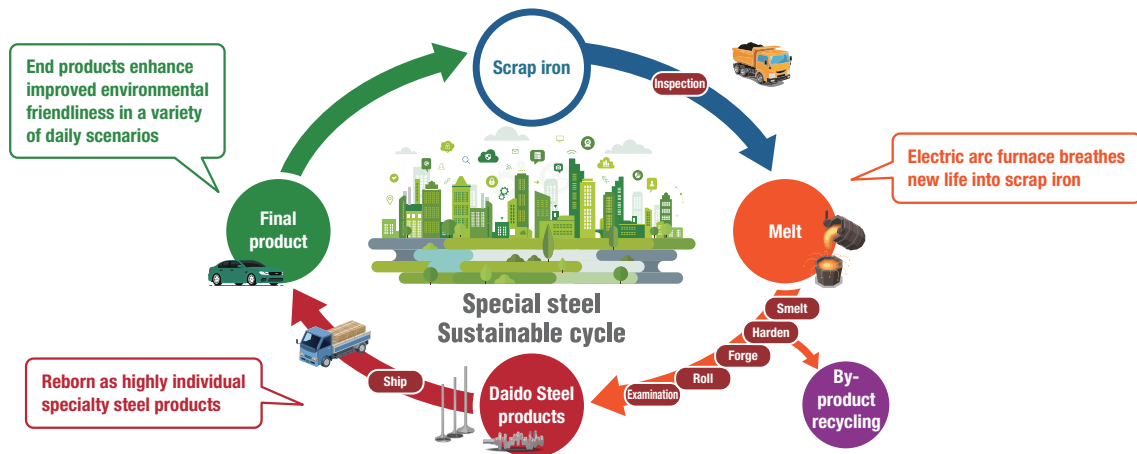 Scrap iron
Inspection
End products enhance
improved environmental
friendliness in a variety
of daily scenarios
Electric arc furnace breathes
new life into scrap iron
Final
product
Melt
Special steel
Sustainable cycle
Smelt
Harden
Forge
Roll
Examination
By-
product
recycling
Daido Steel
products
Ship
Reborn as highly individual
specialty steel products